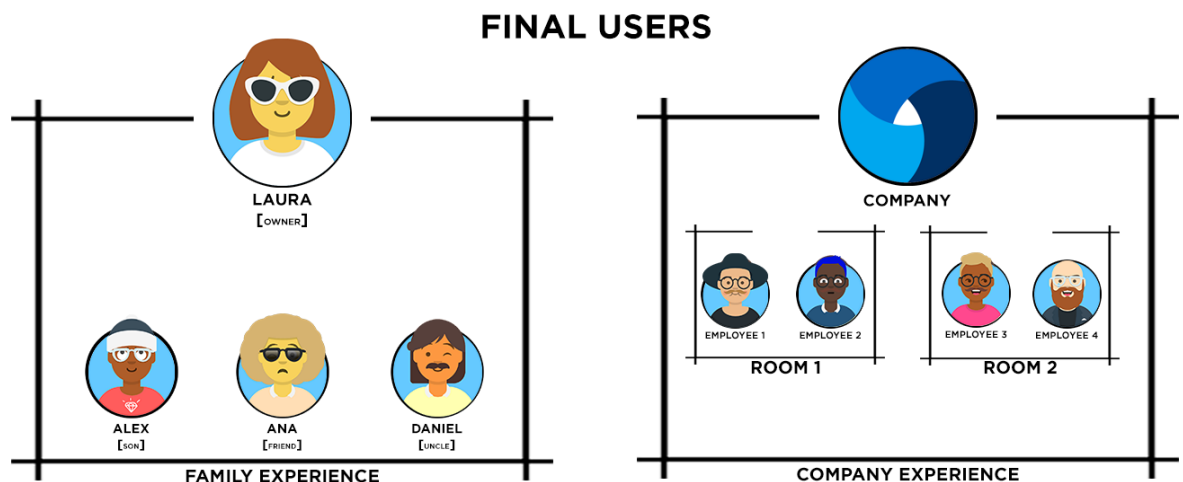 FINAL USERS
LAURA
[OWNER]
ALEX
[SON]
ANA
[FRIEND]
DANIEL
[UNCLE]
FAMILY EXPERIENCE
COMPANY
EMPLOYEE 1
EMPLOYEE 2
ROOM 1
EMPLOYEE 3
EMPLOYEE 4
ROOM 2
COMPANY EXPERIENCE